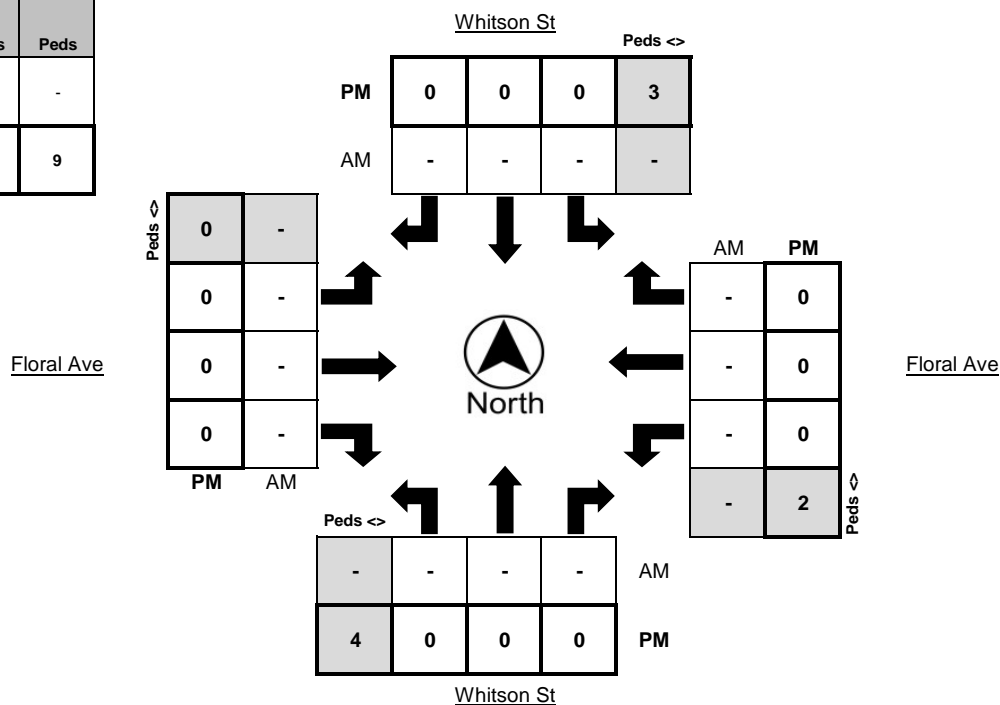 Whitson St
Peds <>
Peds
PM 0 0 0 3
-
AM - - - -
9
Peds <>
0 -
AM PM
0 -
- 0
Floral Ave
0 -
North
- 0
Floral Ave
0 -
- 0
PM AM
- 2
Peds <>
Peds <>
- - - - AM
4 0 0 0 PM
Whitson St